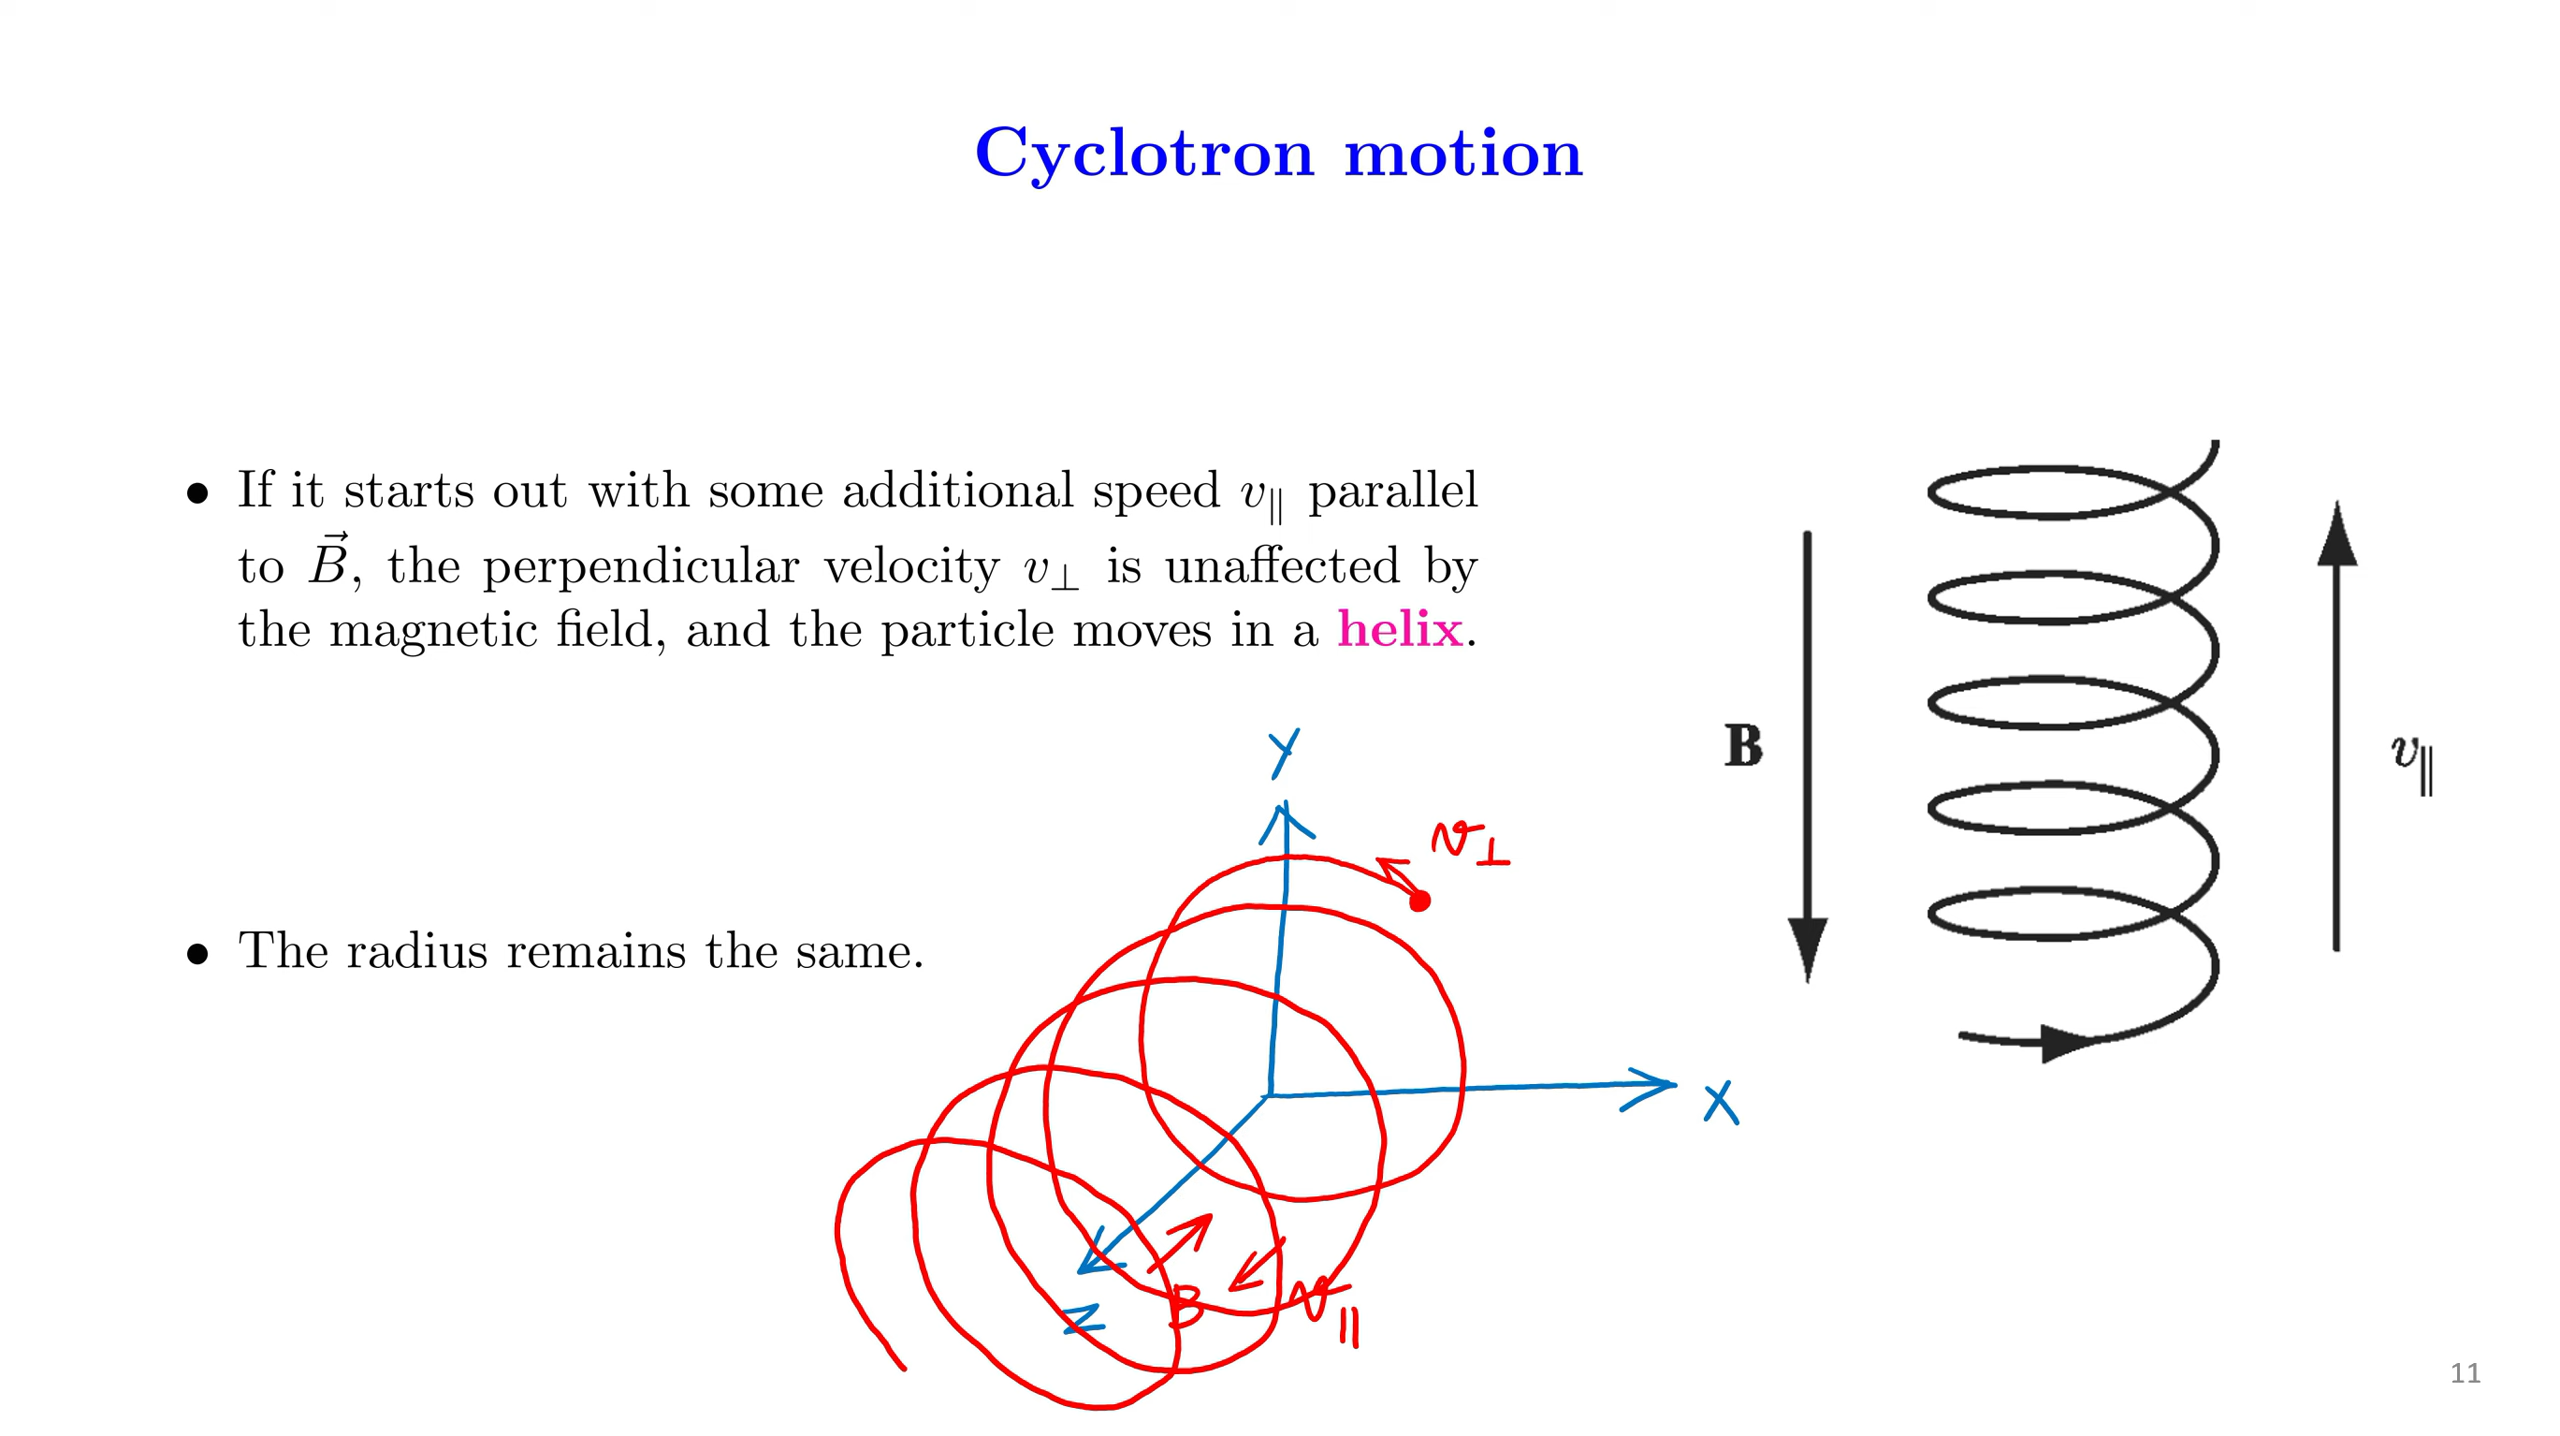 Cyclotron motion
• If it starts out with some additional speed v∥ parallel
to B⃗, the perpendicular velocity v⊥ is unaffected by
the magnetic field, and the particle moves in a helix.
• The radius remains the same.
B
v∥
Y
v⊥
X
Z
B
v∥
11